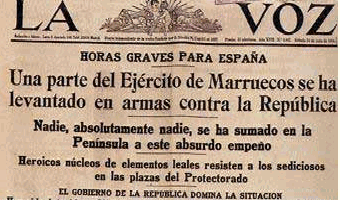 LA VOZ
HORAS GRAVES PARA ESPAÑA
Una parte del Ejército de Marruecos se ha
levantado en armas contra la República
Nadie, absolutamente nadie, se ha sumado en la
Península a este absurdo empeño
Heroicos núcleos de elementos leales resisten a los sediciosos
en las plazas del Protectorado
EL GOBIERNO DE LA REPUBLICA DOMINA LA SITUACION